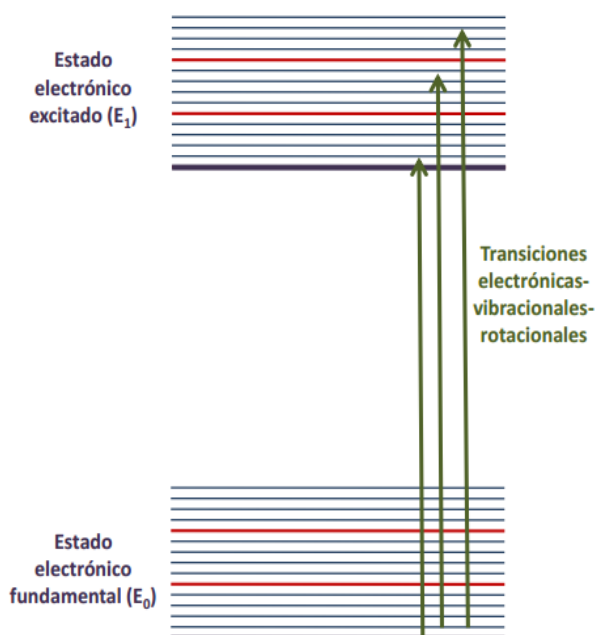 Estado
electrónico
excitado (E₁)
Transiciones
electrónicas-
vibracionales-
rotacionales
Estado
electrónico
fundamental (E₀)